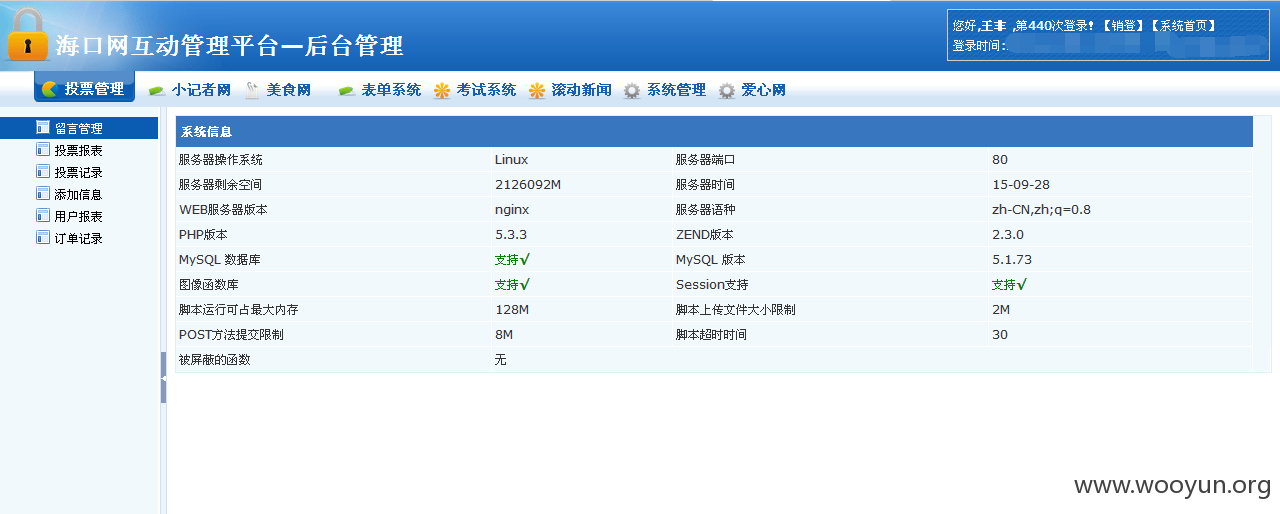 海口网互动管理平台—后台管理
您好,王非 ,第440次登录! 【销登】【系统首页】
登录时间:
投票管理 小记者网 美食网 表单系统 考试系统 滚动新闻 系统管理 爱心网
留言管理
投票报表
投票记录
添加信息
用户报表
订单记录
系统信息
服务器操作系统 Linux 服务器端口 80
服务器剩余空间 2126092M 服务器时间 15-09-28
WEB服务器版本 nginx 服务器语种 zh-CN,zh;q=0.8
PHP版本 5.3.3 ZEND版本 2.3.0
MySQL 数据库 支持√ MySQL 版本 5.1.73
图像函数库 支持√ Session支持 支持√
脚本运行可占最大内存 128M 脚本上传文件大小限制 2M
POST方法提交限制 8M 脚本超时时间 30
被屏蔽的函数 无
www.wooyun.org